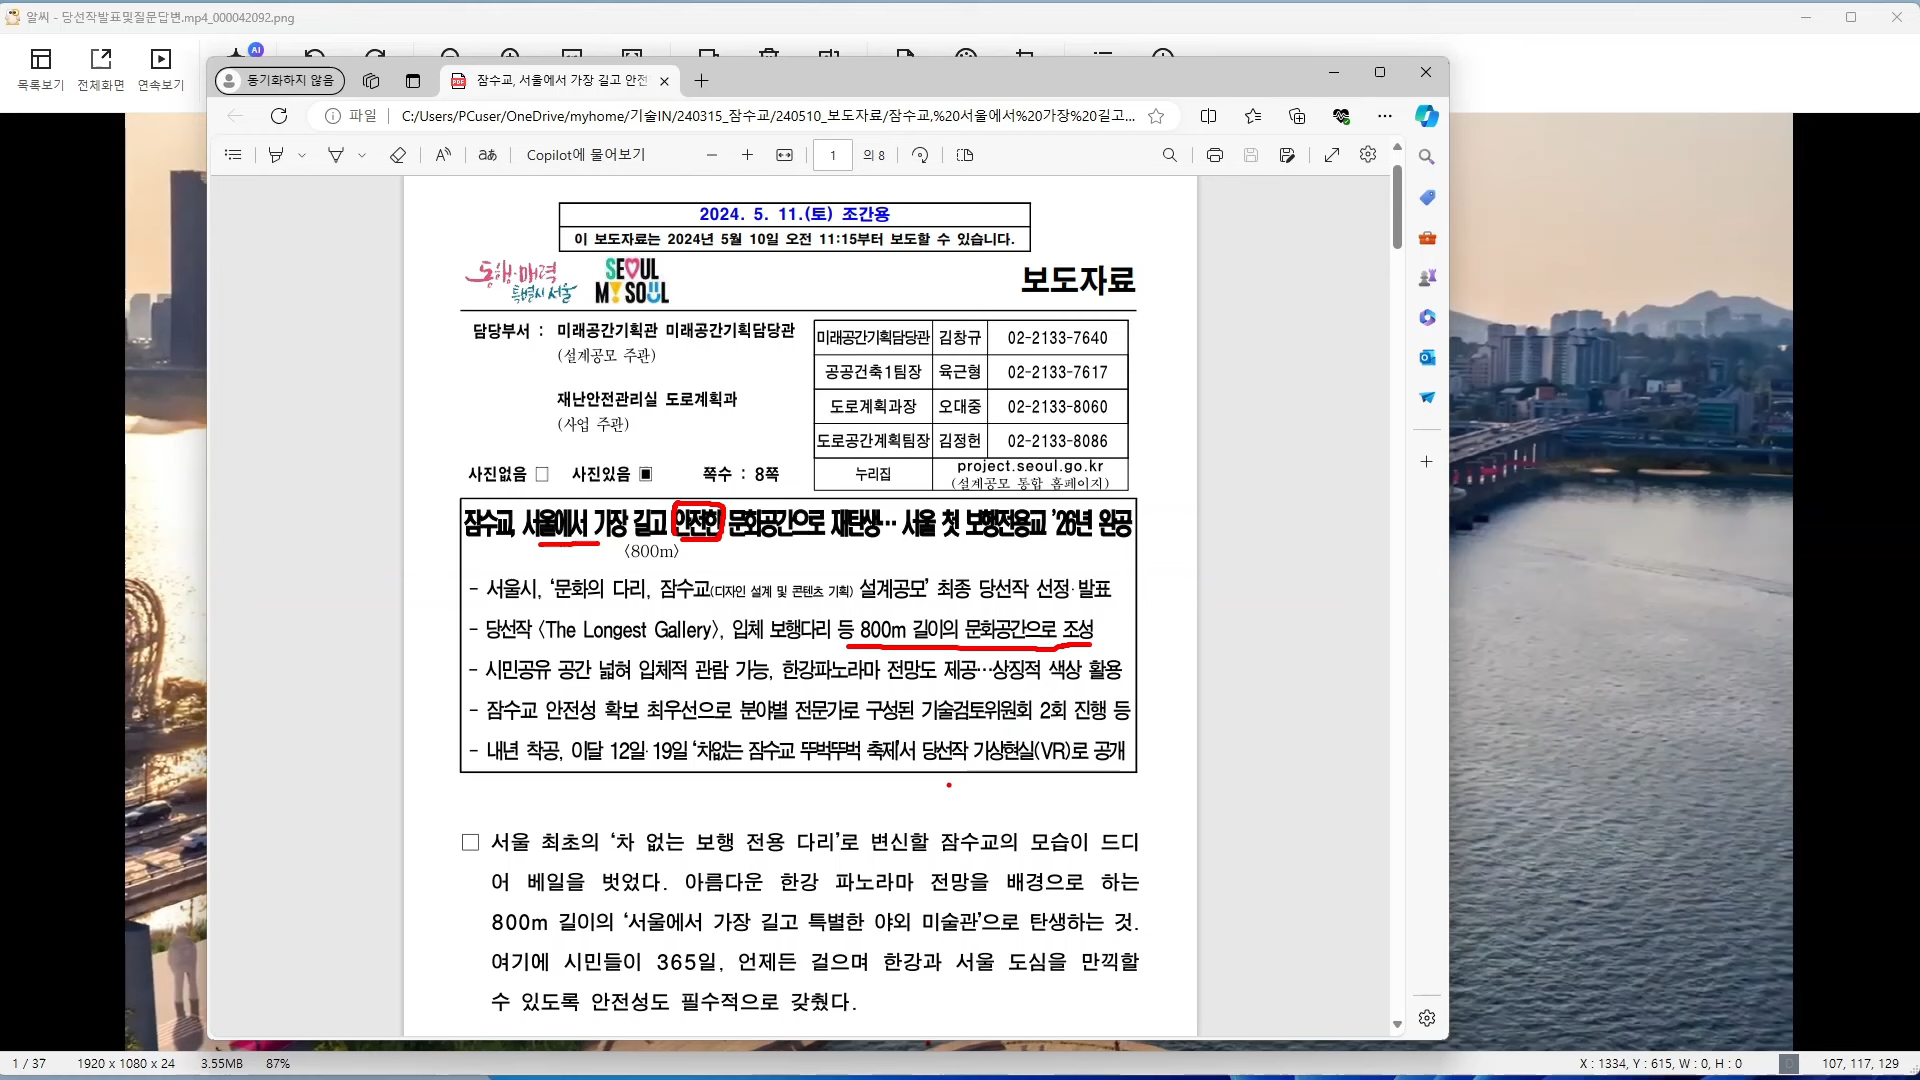 알씨 - 당선작발표및질문답변.mp4_000042092.png
목록보기 전체화면 연속보기
AI
동기화하지 않음
잠수교, 서울에서 가장 길고 안전
파일 C:/Users/PCuser/OneDrive/myhome/기술IN/240315_잠수교/240510_보도자료/잠수교,%20서울에서%20가장%20길고...
Copilot에 물어보기
1 의 8
2024. 5. 11.(토) 조간용
이 보도자료는 2024년 5월 10일 오전 11:15부터 보도할 수 있습니다.
동행·매력
특별시 서울
SEOUL
MY SOUL
보도자료
담당부서 : 미래공간기획관 미래공간기획담당관
(설계공모 주관)
재난안전관리실 도로계획과
(사업 주관)
미래공간기획담당관 김창규 02-2133-7640
공공건축1팀장 육근형 02-2133-7617
도로계획과장 오대중 02-2133-8060
도로공간계획팀장 김정헌 02-2133-8086
누리집 project.seoul.go.kr
(설계공모 통합 홈페이지)
사진없음 □ 사진있음 ▣ 쪽수 : 8쪽
잠수교, 서울에서 가장 길고 안전한 문화공간으로 재탄생… 서울 첫 보행전용교 '26년 완공
〈800m〉
- 서울시, '문화의 다리, 잠수교(디자인 설계 및 콘텐츠 기획) 설계공모' 최종 당선작 선정·발표
- 당선작 〈The Longest Gallery〉, 입체 보행다리 등 800m 길이의 문화공간으로 조성
- 시민공유 공간 넓혀 입체적 관람 가능, 한강파노라마 전망도 제공…상징적 색상 활용
- 잠수교 안전성 확보 최우선으로 분야별 전문가로 구성된 기술검토위원회 2회 진행 등
- 내년 착공, 이달 12일·19일 '차없는 잠수교 뚜벅뚜벅 축제'서 당선작 가상현실(VR)로 공개
□ 서울 최초의 '차 없는 보행 전용 다리'로 변신할 잠수교의 모습이 드디
어 베일을 벗었다. 아름다운 한강 파노라마 전망을 배경으로 하는
800m 길이의 '서울에서 가장 길고 특별한 야외 미술관'으로 탄생하는 것.
여기에 시민들이 365일, 언제든 걸으며 한강과 서울 도심을 만끽할
수 있도록 안전성도 필수적으로 갖췄다.
1 / 37 1920 x 1080 x 24 3.55MB 87% X : 1334, Y : 615, W : 0, H : 0 107, 117, 129